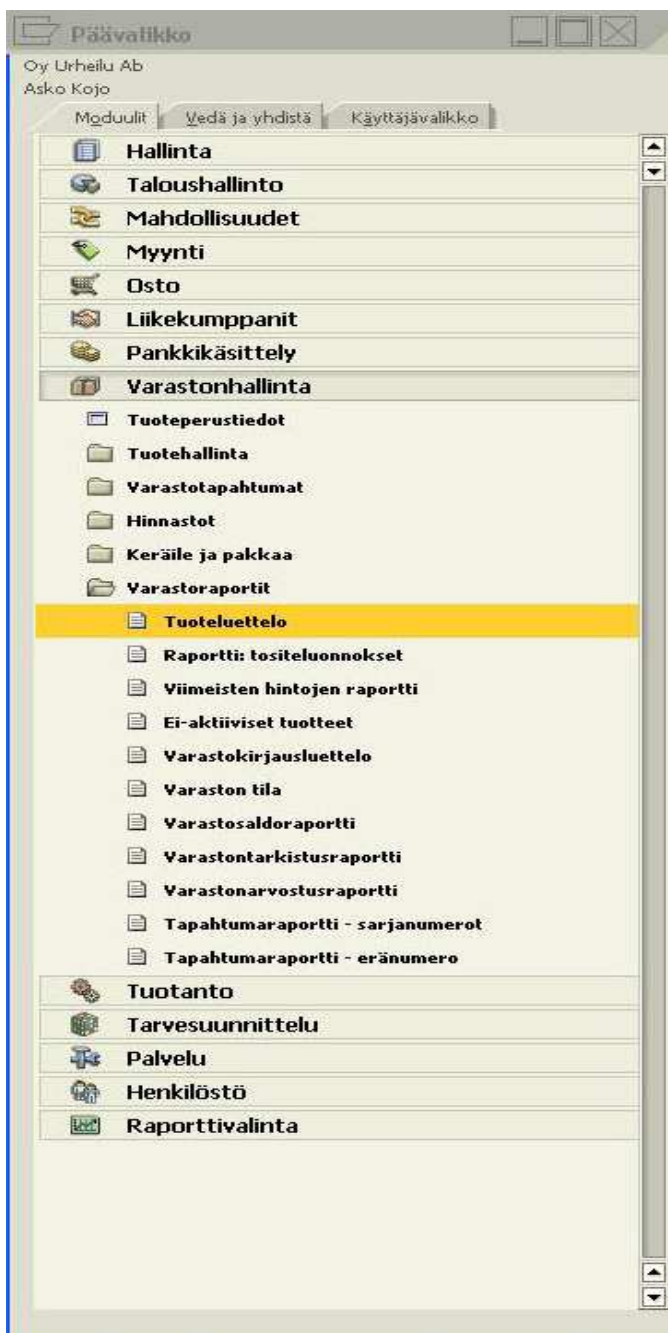 Päävalikko
Oy Urheilu Ab
Asko Kojo
Moduulit Vedä ja yhdistä Käyttäjävalikko
Hallinta
Taloushallinto
Mahdollisuudet
Myynti
Osto
Liikekumppanit
Pankkikäsittely
Varastonhallinta
Tuoteperustiedot
Tuotehallinta
Varastotapahtumat
Hinnastot
Keräile ja pakkaa
Varastoraportit
Tuoteluettelo
Raportti: tositeluonnokset
Viimeisten hintojen raportti
Ei-aktiiviset tuotteet
Varastokirjausluettelo
Varaston tila
Varastosaldoraportti
Varastontarkistusraportti
Varastonarvostusraportti
Tapahtumaraportti - sarjanumerot
Tapahtumaraportti - eränumero
Tuotanto
Tarvesuunnittelu
Palvelu
Henkilöstö
Raporttivalinta